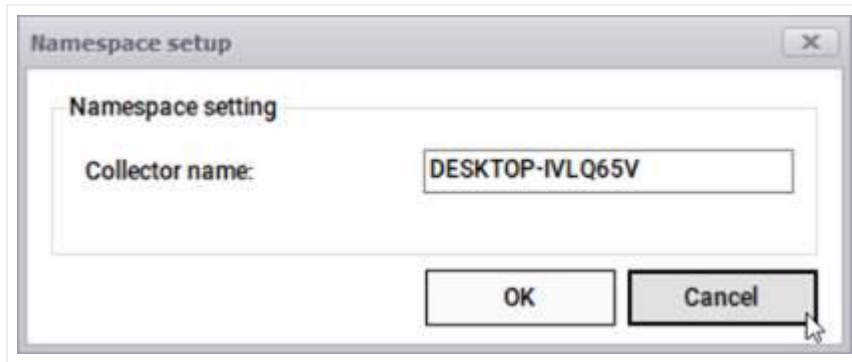 Namespace setup
Namespace setting
Collector name: DESKTOP-IVLQ65V
OK Cancel